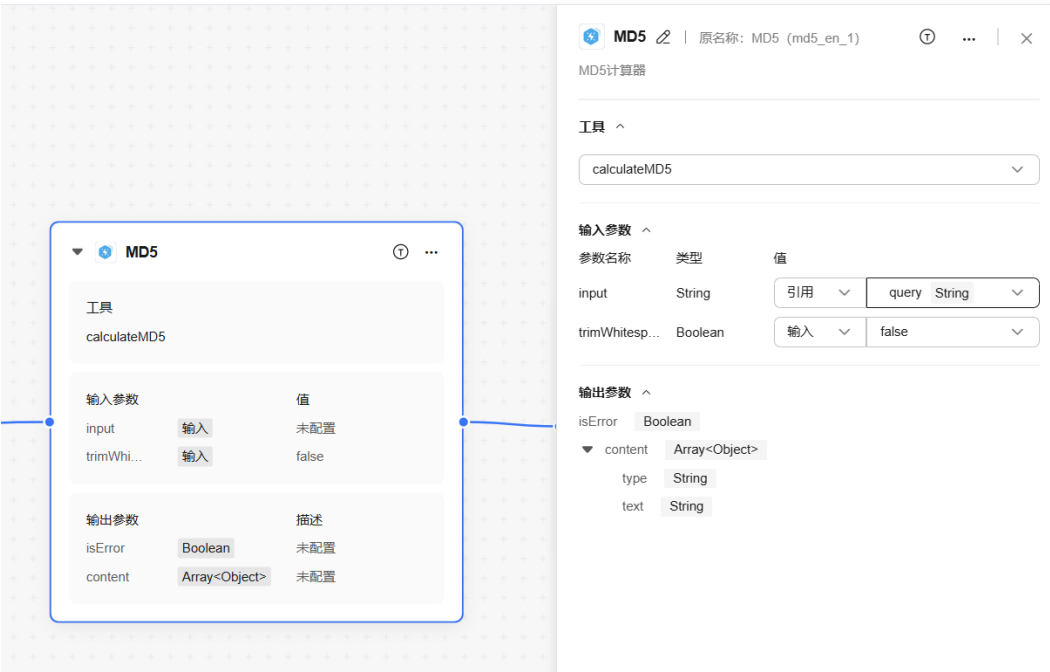 MD5
工具
calculateMD5
输入参数 值
input 输入 未配置
trimWhi... 输入 false
输出参数 描述
isError Boolean 未配置
content Array<Object> 未配置
MD5 原名称: MD5 (md5_en_1)
MD5计算器
工具
calculateMD5
输入参数
参数名称 类型 值
input String 引用 query String
trimWhitesp... Boolean 输入 false
输出参数
isError Boolean
content Array<Object>
type String
text String